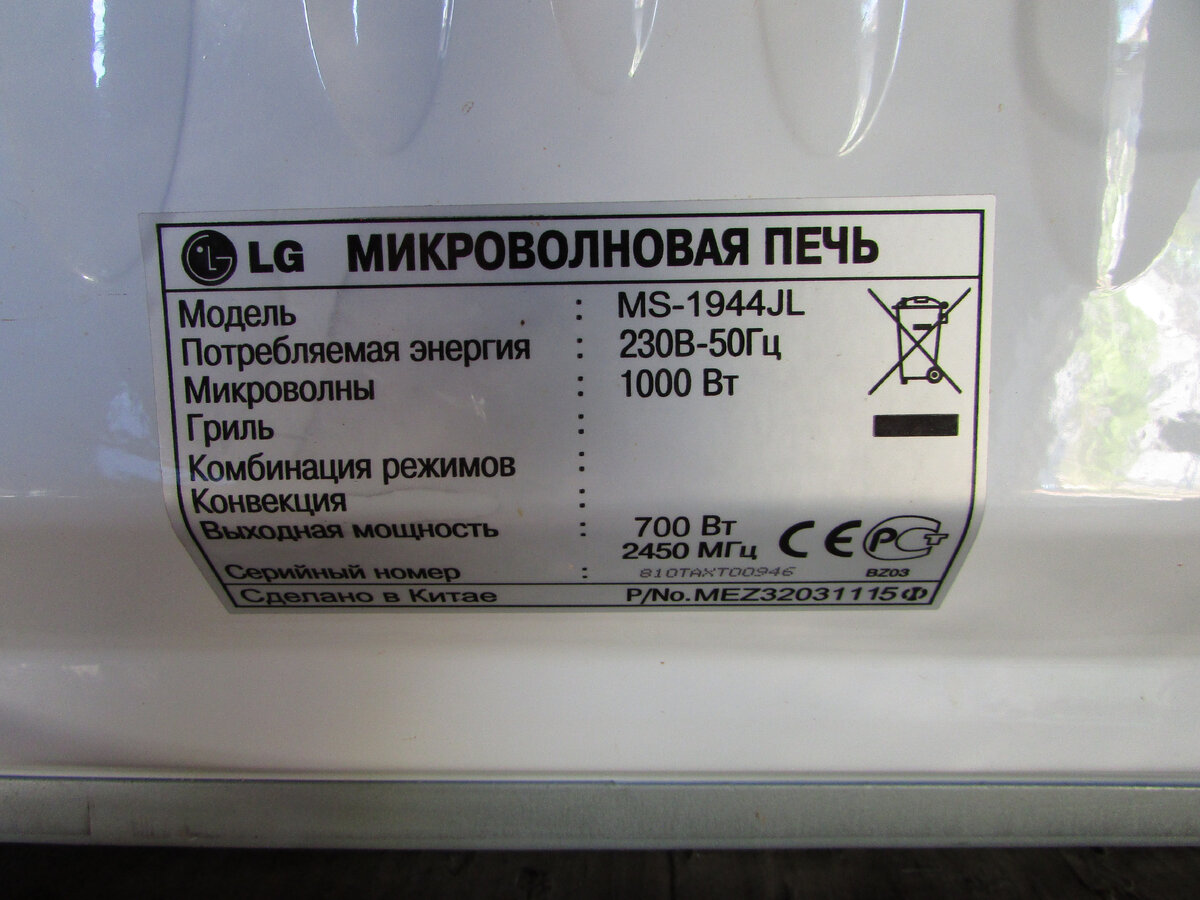 LG МИКРОВОЛНОВАЯ ПЕЧЬ
Модель : MS-1944JL
Потребляемая энергия : 230В-50Гц
Микроволны : 1000 Вт
Гриль :
Комбинация режимов :
Конвекция :
Выходная мощность : 700 Вт
2450 МГц
Серийный номер : 810TAXT00946
BZ03
Сделано в Китае P/No.MEZ32031115